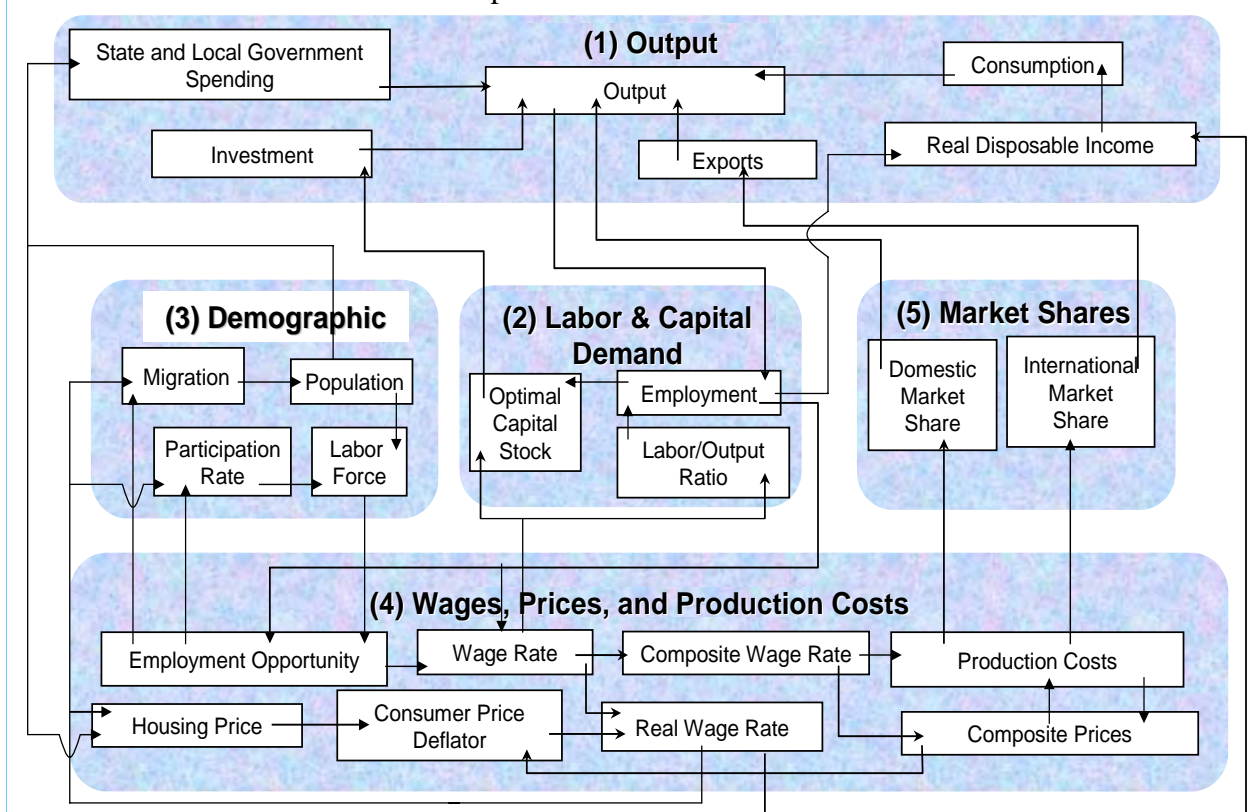 (1) Output
State and Local Government
Spending
Output
Consumption
Investment
Exports
Real Disposable Income
(3) Demographic
Migration
Population
Participation
Rate
Labor
Force
(2) Labor & Capital
Demand
Optimal
Capital
Stock
Employment
Labor/Output
Ratio
(5) Market Shares
Domestic
Market
Share
International
Market
Share
(4) Wages, Prices, and Production Costs
Employment Opportunity
Wage Rate
Composite Wage Rate
Production Costs
Housing Price
Consumer Price
Deflator
Real Wage Rate
Composite Prices